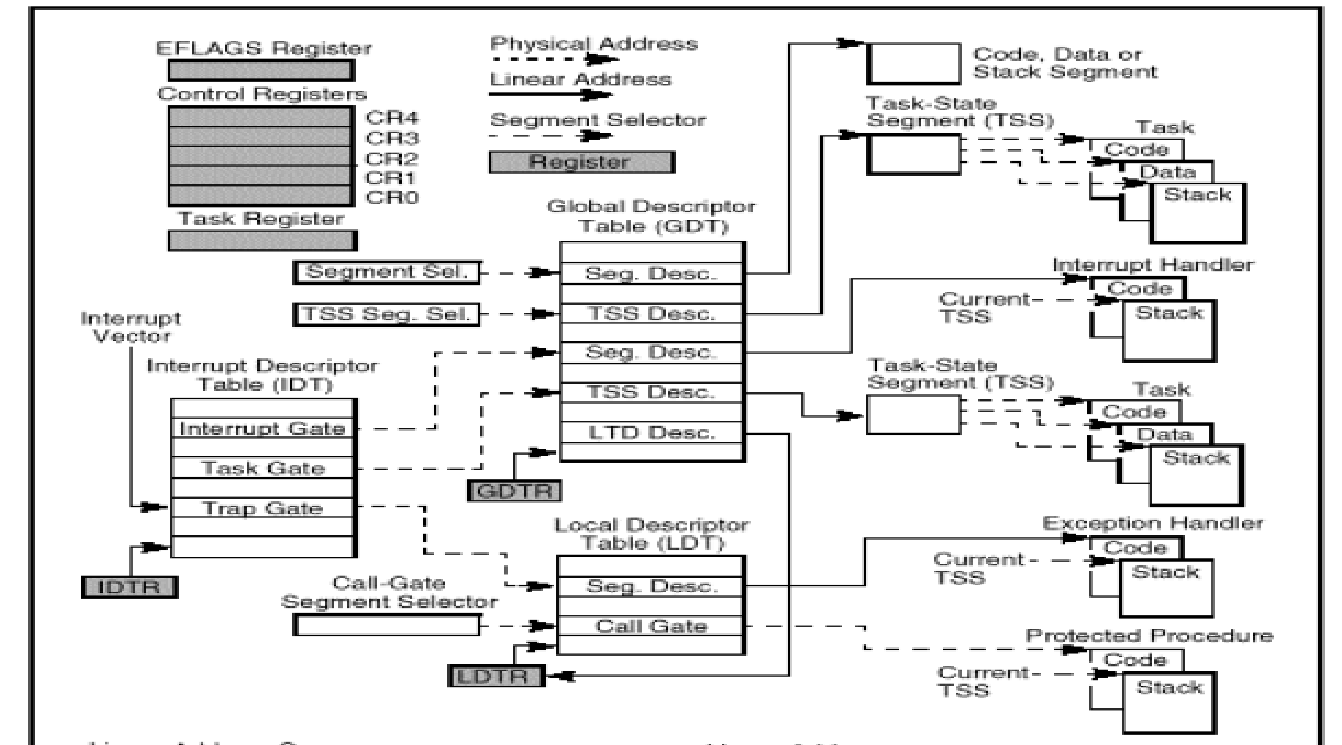 EFLAGS Register
Control Registers
CR4
CR3
CR2
CR1
CR0
Task Register
Physical Address
Linear Address
Segment Selector
Register
Code, Data or
Stack Segment
Task-State
Segment (TSS)
Task
Code
Data
Stack
Global Descriptor
Table (GDT)
Segment Sel.
Seg. Desc.
TSS Seg. Sel.
TSS Desc.
Seg. Desc.
TSS Desc.
LTD Desc.
GDTR
Interrupt Handler
Code
Current
TSS
Stack
Interrupt
Vector
Interrupt Descriptor
Table (IDT)
Interrupt Gate
Task Gate
Trap Gate
IDTR
Task-State
Segment (TSS)
Task
Code
Data
Stack
Local Descriptor
Table (LDT)
Seg. Desc.
Call Gate
Call-Gate
Segment Selector
LDTR
Exception Handler
Code
Current
TSS
Stack
Protected Procedure
Code
Current
TSS
Stack